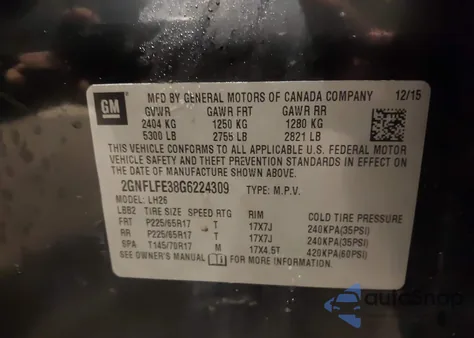 GM
MFD BY GENERAL MOTORS OF CANADA COMPANY 12/15
GVWR GAWR FRT GAWR RR
2404 KG 1250 KG 1280 KG
5300 LB 2756 LB 2821 LB
THIS VEHICLE CONFORMS TO ALL APPLICABLE U.S. FEDERAL MOTOR
VEHICLE SAFETY AND THEFT PREVENTION STANDARDS IN EFFECT ON
THE DATE OF MANUFACTURE SHOWN ABOVE.
2GNFLFE38G6224309 TYPE: M.P.V.
MODEL: LH26
LBB2 TIRE SIZE SPEED RTG RIM COLD TIRE PRESSURE
FRT P225/65R17 T 17X7J 240KPA(35PSI)
RR P225/65R17 T 17X7J 240KPA(35PSI)
SPA T145/70R17 M 17X4.5T 420KPA(60PSI)
SEE OWNER'S MANUAL FOR MORE INFORMATION
AutoSnap